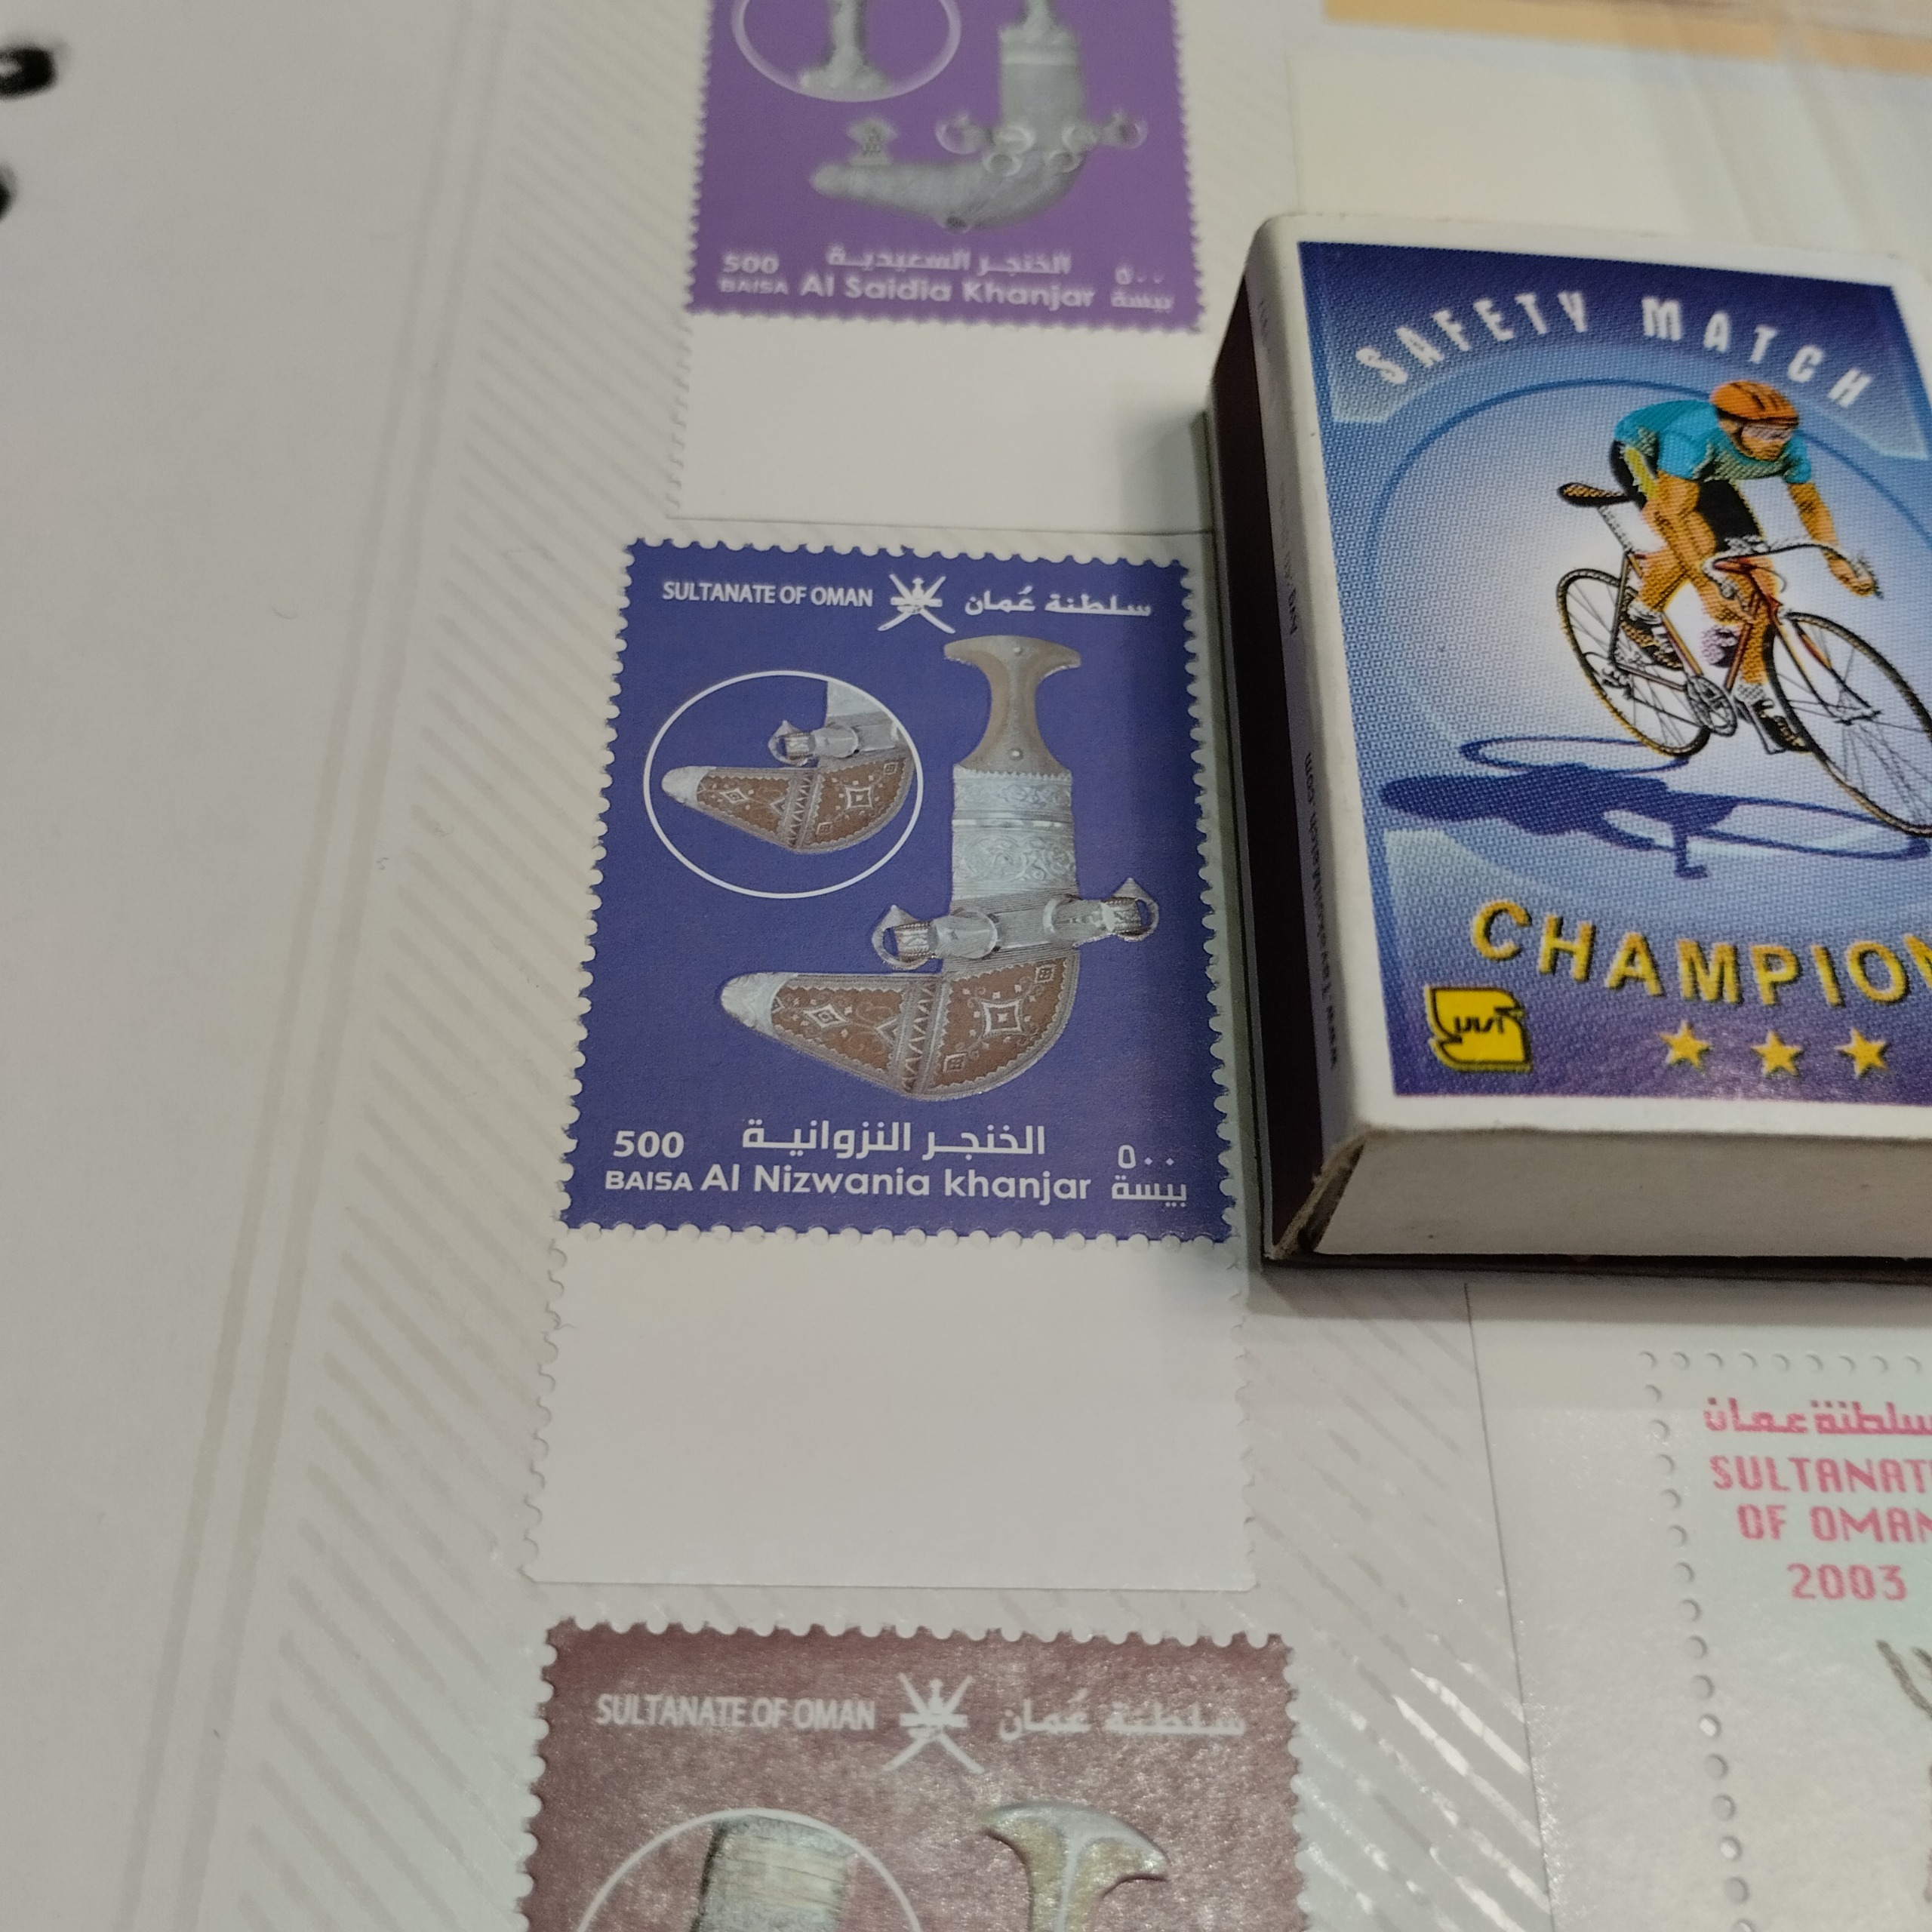 500 الخنجر السعيدية ٥٠٠
BAISA Al Saidia Khanjar بيسة
SAFETY MATCH
CHAMPION
SULTANATE OF OMAN سلطنة عُمان
500 الخنجر النزوانية ٥٠٠
BAISA Al Nizwania khanjar بيسة
سلطنة عمان
SULTANATE
OF OMAN
2003
SULTANATE OF OMAN سلطنة عُمان